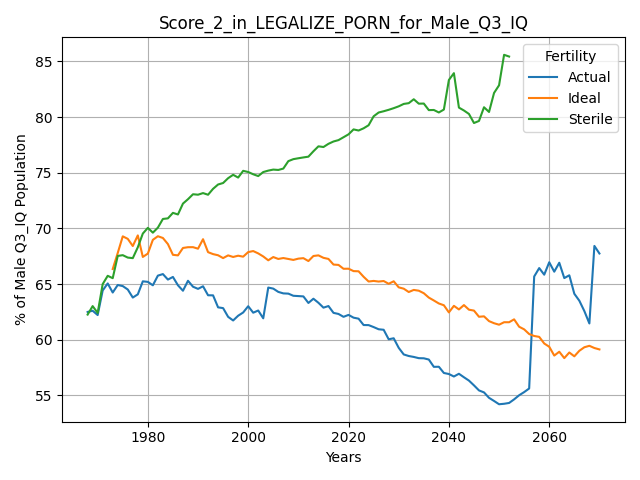 Score_2_in_LEGALIZE_PORN_for_Male_Q3_IQ
% of Male Q3_IQ Population
85
80
75
70
65
60
55
Fertility
Actual
Ideal
Sterile
1980
2000
2020
2040
2060
Years